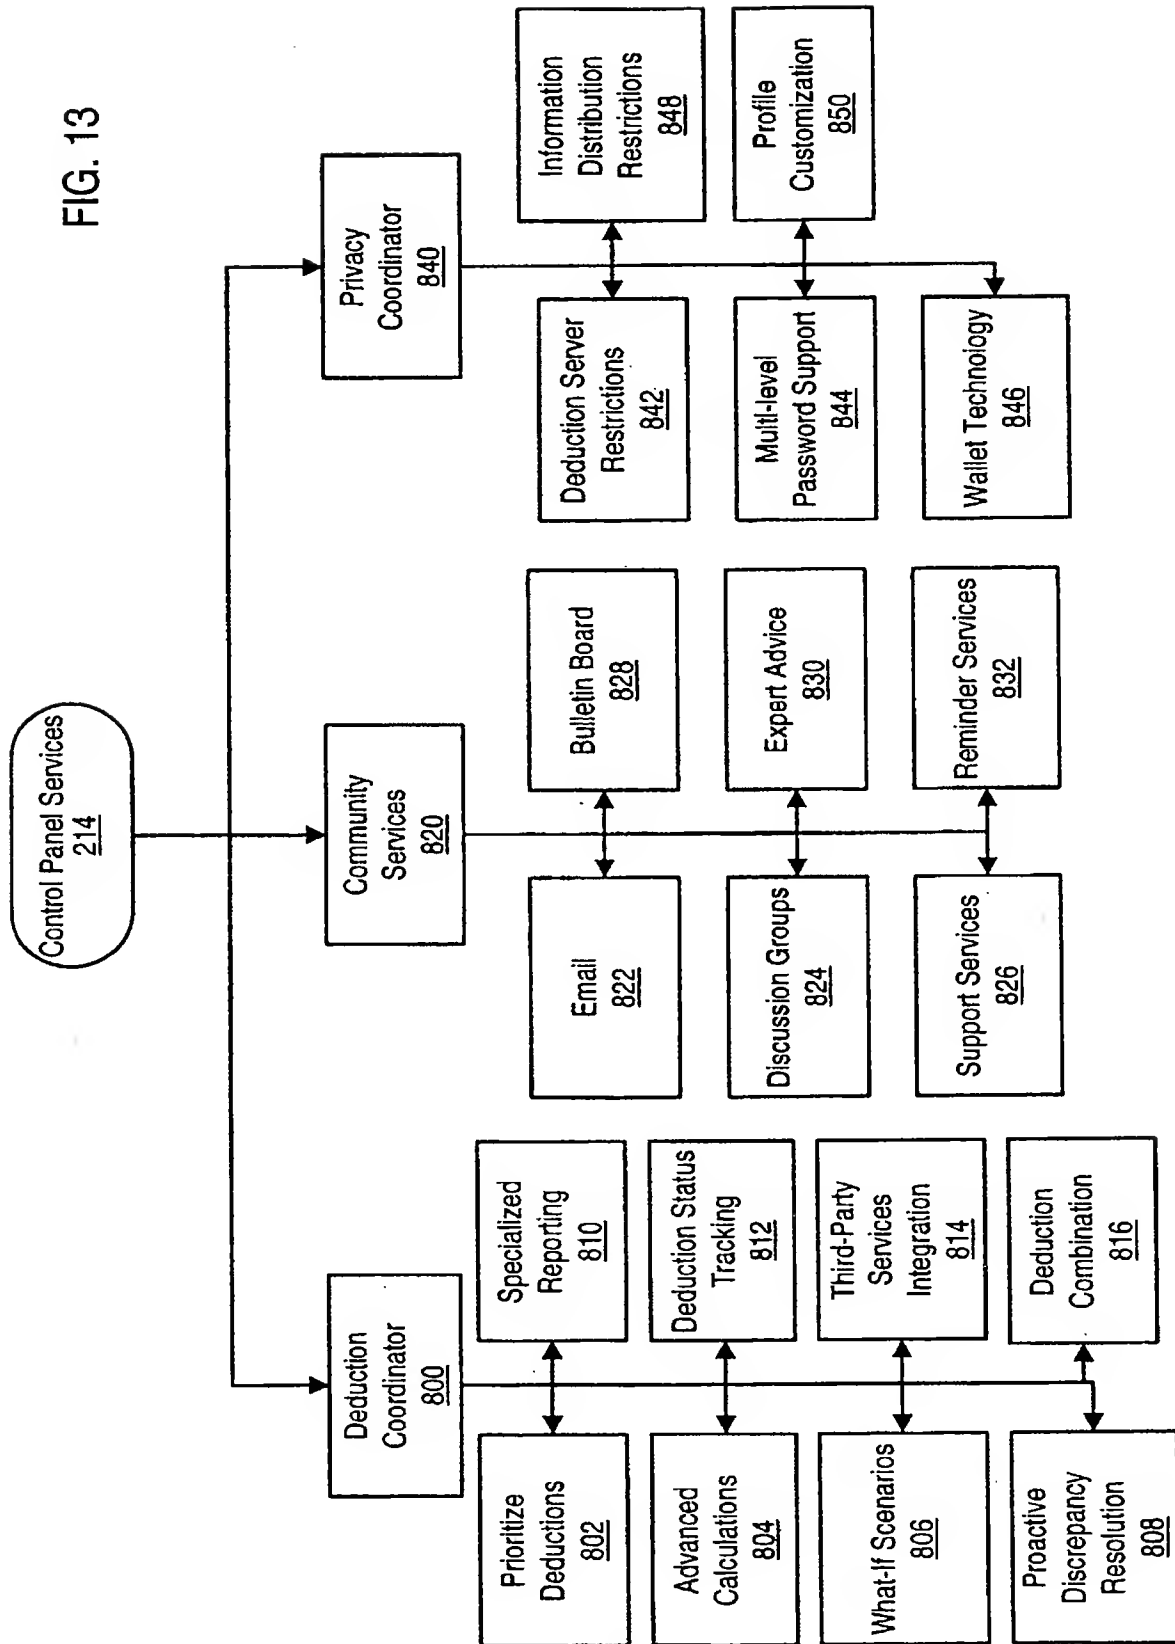 FIG. 13
Control Panel Services
214
Deduction
Coordinator
800
Community
Services
820
Privacy
Coordinator
840
Prioritize
Deductions
802
Specialized
Reporting
810
Advanced
Calculations
804
Deduction Status
Tracking
812
What-If Scenarios
806
Third-Party
Services
Integration
814
Proactive
Discrepancy
Resolution
808
Deduction
Combination
816
Email
822
Bulletin Board
828
Discussion Groups
824
Expert Advice
830
Support Services
826
Reminder Services
832
Deduction Server
Restrictions
842
Information
Distribution
Restrictions
848
Multi-level
Password Support
844
Profile
Customization
850
Wallet Technology
846